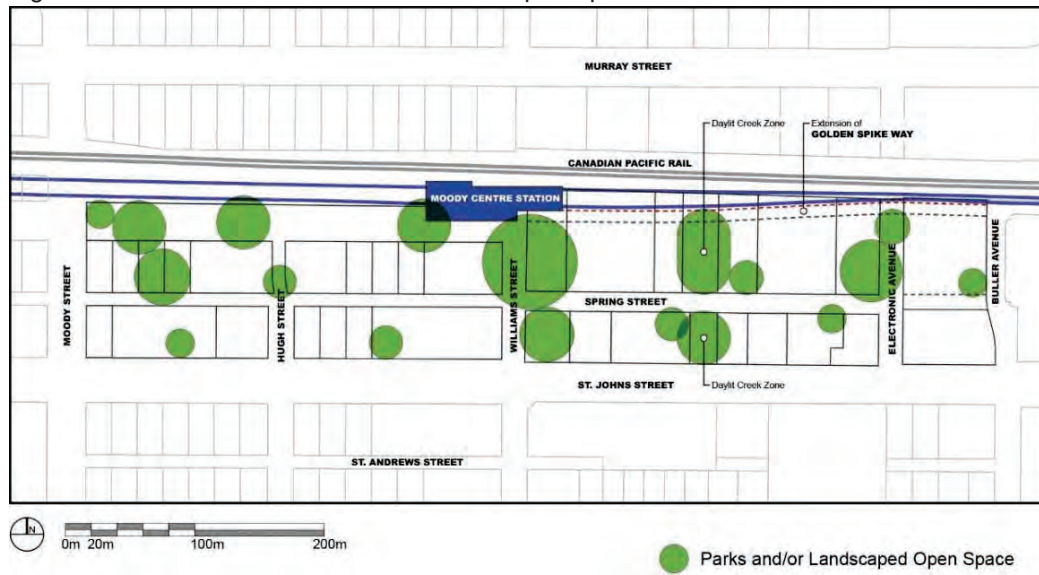 MURRAY STREET
Daylit Creek Zone
Extension of
GOLDEN SPIKE WAY
CANADIAN PACIFIC RAIL
MOODY CENTRE STATION
MOODY STREET
HUGH STREET
WILLIAMS STREET
SPRING STREET
ELECTRONIC AVENUE
BULLER AVENUE
ST. JOHNS STREET
Daylit Creek Zone
ST. ANDREWS STREET
N
0m 20m 100m 200m
Parks and/or Landscaped Open Space